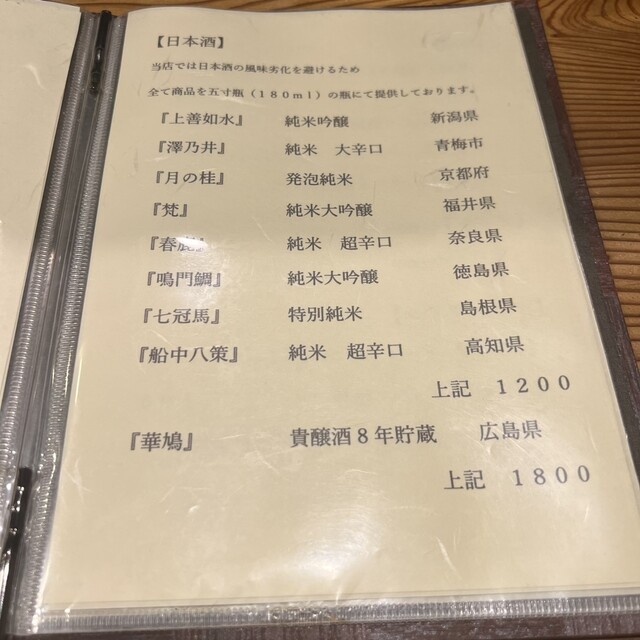 【日本酒】
当店では日本酒の風味劣化を避けるため
全て商品を五寸瓶（１８０ｍｌ）の瓶にて提供しております。
『上善如水』 純米吟醸 新潟県
『澤乃井』 純米 大辛口 青梅市
『月の桂』 発泡純米 京都府
『梵』 純米大吟醸 福井県
『春鹿』 純米 超辛口 奈良県
『鳴門鯛』 純米大吟醸 徳島県
『七冠馬』 特別純米 島根県
『船中八策』 純米 超辛口 高知県
上記 １２００
『華鳩』 貴醸酒８年貯蔵 広島県
上記 １８００